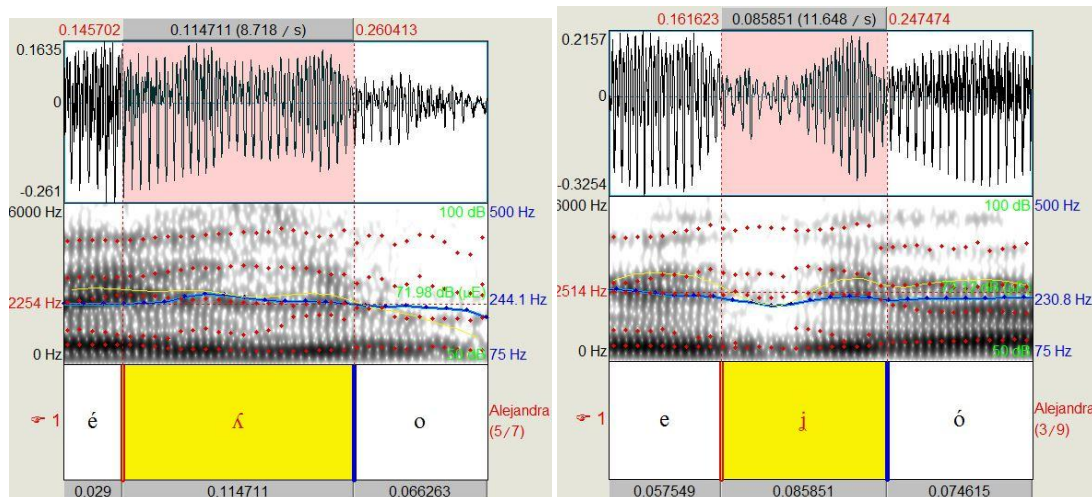 0.145702 0.114711 (8.718 / s) 0.260413
0.1635
0
-0.261
6000 Hz 100 dB 500 Hz
2254 Hz 71.98 dB (µE) 244.1 Hz
0 Hz 50 dB 75 Hz
☞ 1 é ʎ o Alejandra
(5/7)
0.029 0.114711 0.066263
0.161623 0.085851 (11.648 / s) 0.247474
0.2157
0
-0.3254
6000 Hz 100 dB 500 Hz
2514 Hz 230.8 Hz
0 Hz 50 dB 75 Hz
☞ 1 e ʝ ó Alejandra
(3/9)
0.057549 0.085851 0.074615